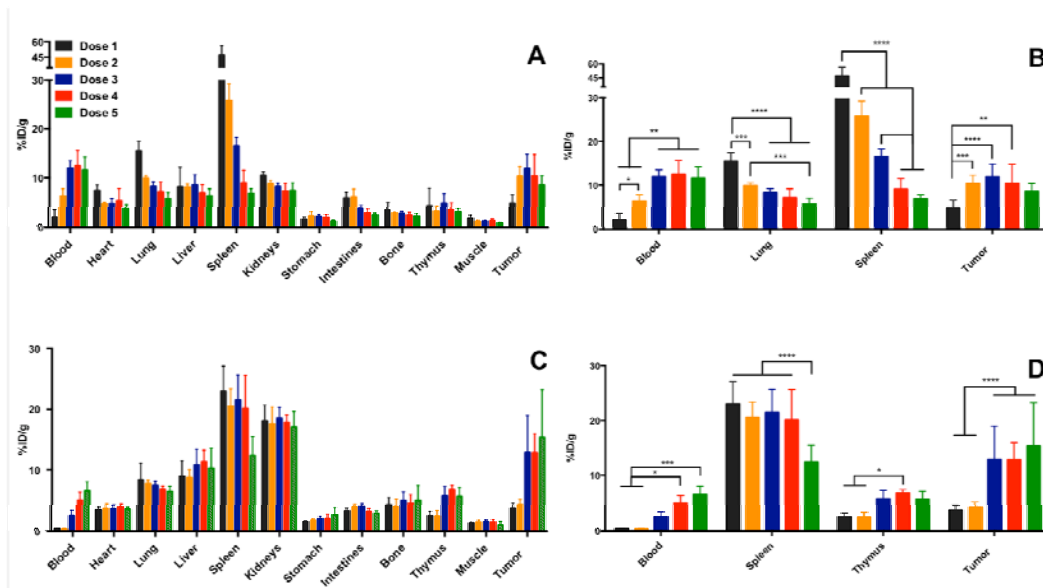 60
45
30
20
10
0
%ID/g
Dose 1
Dose 2
Dose 3
Dose 4
Dose 5
A
Blood
Heart
Lung
Liver
Spleen
Kidneys
Stomach
Intestines
Bone
Thymus
Muscle
Tumor
60
45
30
20
10
0
%ID/g
B
**
*
****
***
***
****
**
****
***
Blood
Lung
Spleen
Tumor
30
20
10
0
%ID/g
C
Blood
Heart
Lung
Liver
Spleen
Kidneys
Stomach
Intestines
Bone
Thymus
Muscle
Tumor
30
20
10
0
%ID/g
D
***
*
****
*
****
Blood
Spleen
Thymus
Tumor